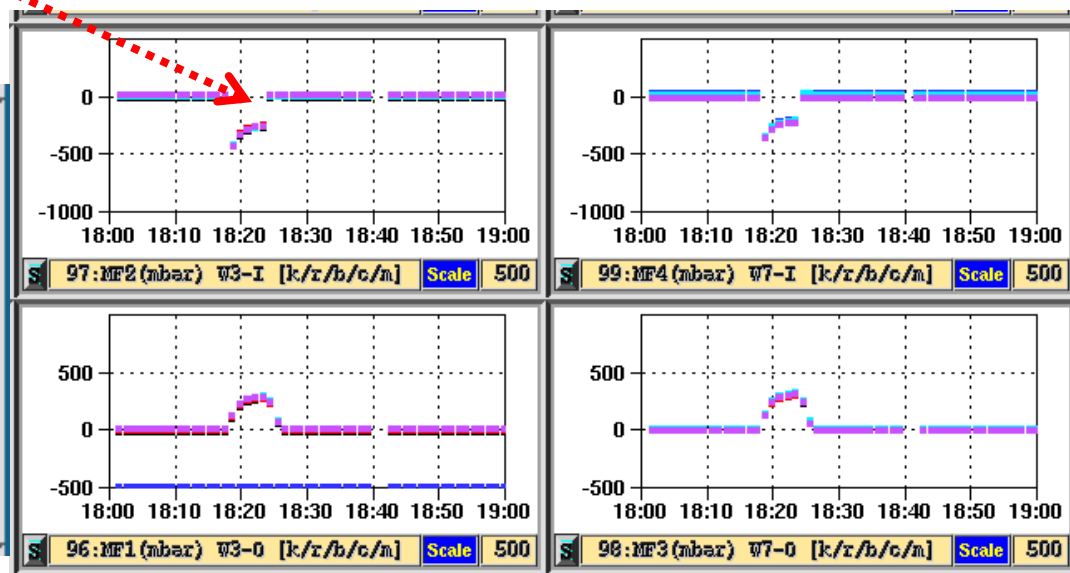 0
-500
-1000
18:00 18:10 18:20 18:30 18:40 18:50 19:00
S 97:MF2(mbar) W3-I [k/r/b/c/m] Scale 500
0
-500
-1000
18:00 18:10 18:20 18:30 18:40 18:50 19:00
S 99:MF4(mbar) W7-I [k/r/b/c/m] Scale 500
500
0
-500
18:00 18:10 18:20 18:30 18:40 18:50 19:00
S 96:MF1(mbar) W3-O [k/r/b/c/m] Scale 500
500
0
-500
18:00 18:10 18:20 18:30 18:40 18:50 19:00
S 98:MF3(mbar) W7-O [k/r/b/c/m] Scale 500